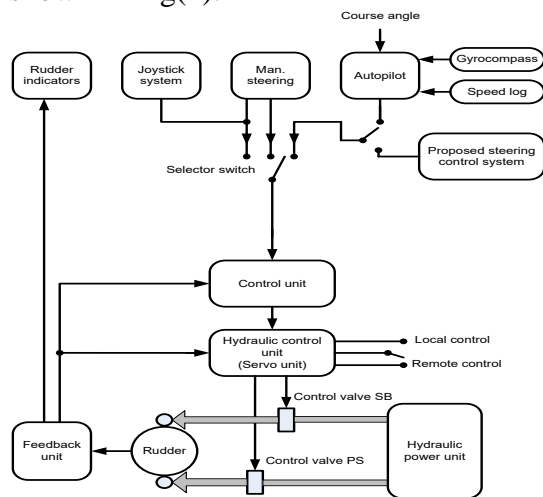 Course angle
Rudder
indicators
Joystick
system
Man.
steering
Autopilot
Gyrocompass
Speed log
Selector switch
Proposed steering
control system
Control unit
Hydraulic control
unit
(Servo unit)
Local control
Remote control
Control valve SB
Feedback
unit
Rudder
Hydraulic
power unit
Control valve PS